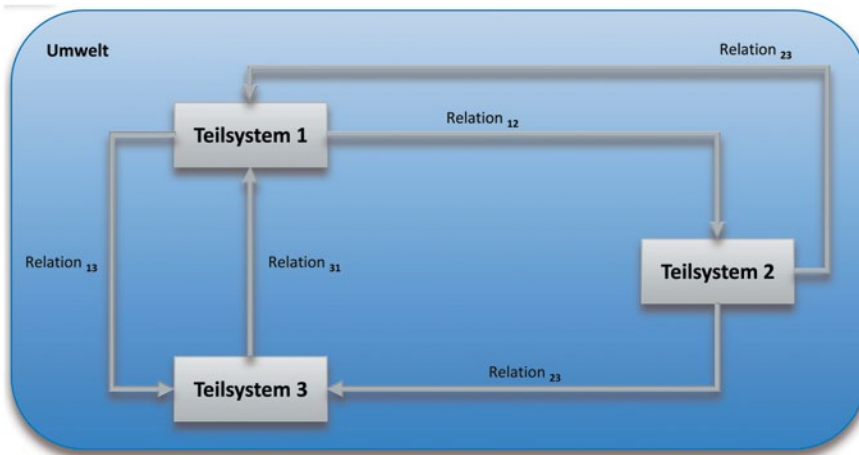 Umwelt
Relation 23
Teilsystem 1
Relation 12
Relation 13
Relation 31
Teilsystem 2
Relation 23
Teilsystem 3